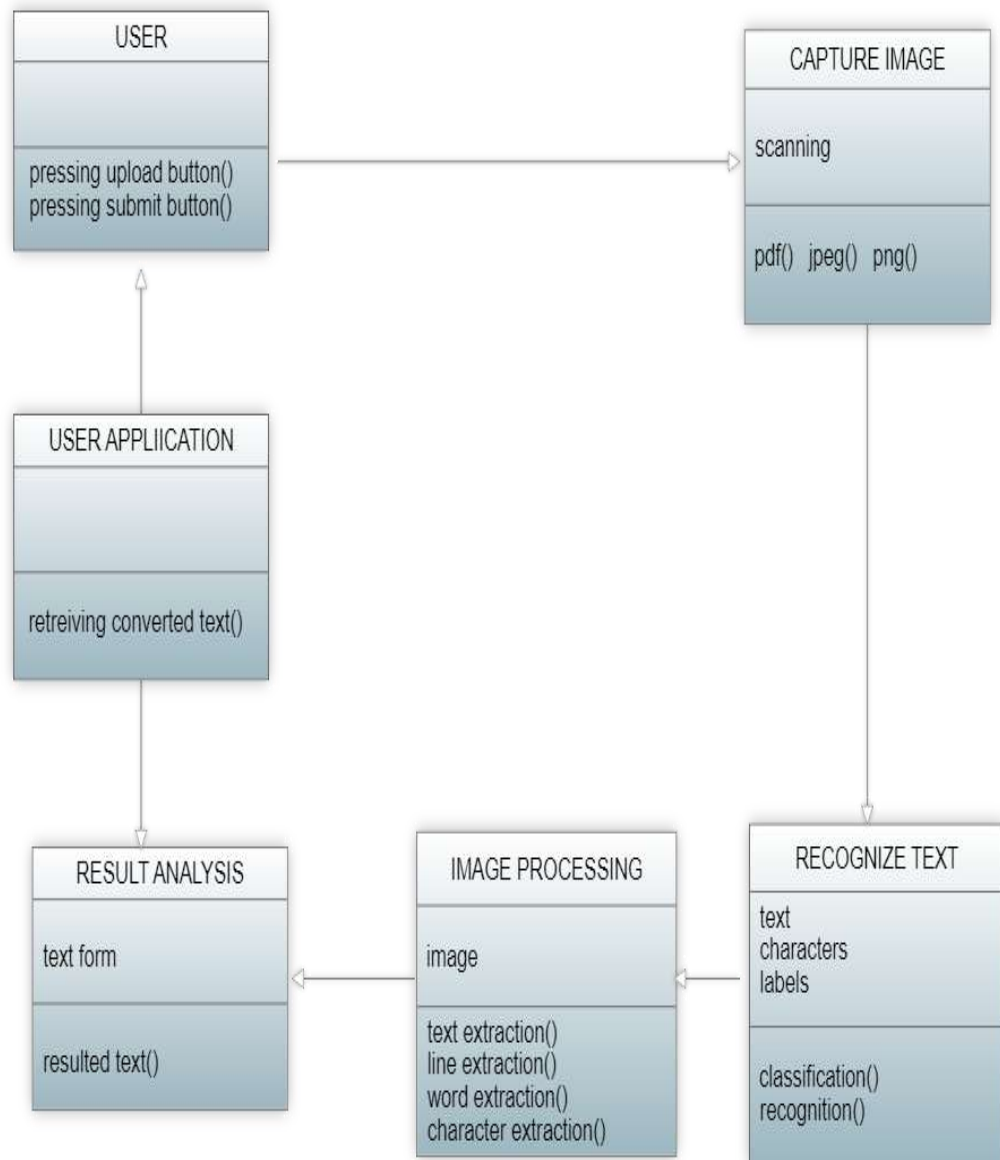 USER
pressing upload button()
pressing submit button()
CAPTURE IMAGE
scanning
pdf() jpeg() png()
USER APPLIICATION
retreiving converted text()
RESULT ANALYSIS
text form
resulted text()
IMAGE PROCESSING
image
text extraction()
line extraction()
word extraction()
character extraction()
RECOGNIZE TEXT
text
characters
labels
classification()
recognition()